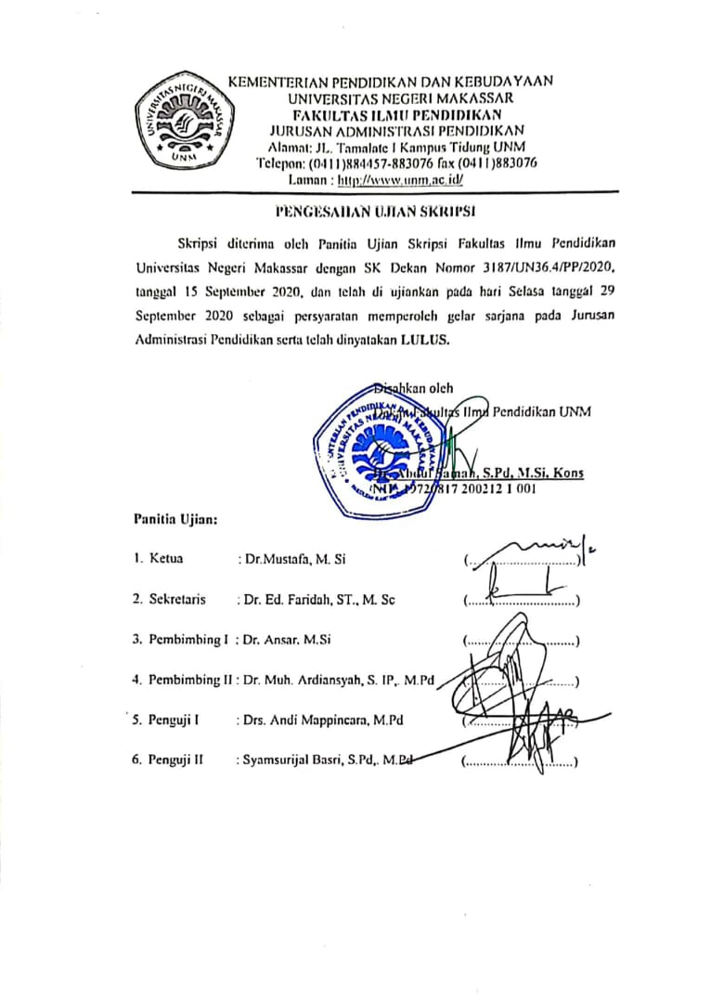 KEMENTERIAN PENDIDIKAN DAN KEBUDAYAAN
UNIVERSITAS NEGERI MAKASSAR
FAKULTAS ILMU PENDIDIKAN
JURUSAN ADMINISTRASI PENDIDIKAN
Alamat: JL. Tamalate I Kampus Tidung UNM
Telepon: (0411)884457-883076 fax (0411)883076
Laman : http://www.unm.ac.id/
UNIVERSITAS NEGERI MAKASSAR
UNM
PENGESAHAN UJIAN SKRIPSI
Skripsi diterima oleh Panitia Ujian Skripsi Fakultas Ilmu Pendidikan
Universitas Negeri Makassar dengan SK Dekan Nomor 3187/UN36.4/PP/2020,
tanggal 15 September 2020, dan telah di ujiankan pada hari Selasa tanggal 29
September 2020 sebagai persyaratan memperoleh gelar sarjana pada Jurusan
Administrasi Pendidikan serta telah dinyatakan LULUS.
Disahkan oleh
Dekan Fakultas Ilmu Pendidikan UNM
Dr. Abdul Saman, S.Pd, M.Si, Kons
NIP. 19720817 200212 1 001
UNIVERSITAS NEGERI MAKASSAR
Panitia Ujian:
1. Ketua : Dr.Mustafa, M. Si (..............................)
2. Sekretaris : Dr. Ed. Faridah, ST., M. Sc (..............................)
3. Pembimbing I : Dr. Ansar. M.Si (..............................)
4. Pembimbing II : Dr. Muh. Ardiansyah, S. IP,. M.Pd (..............................)
5. Penguji I : Drs. Andi Mappincara, M.Pd (..............................)
6. Penguji II : Syamsurijal Basri, S.Pd,. M.Pd (..............................)